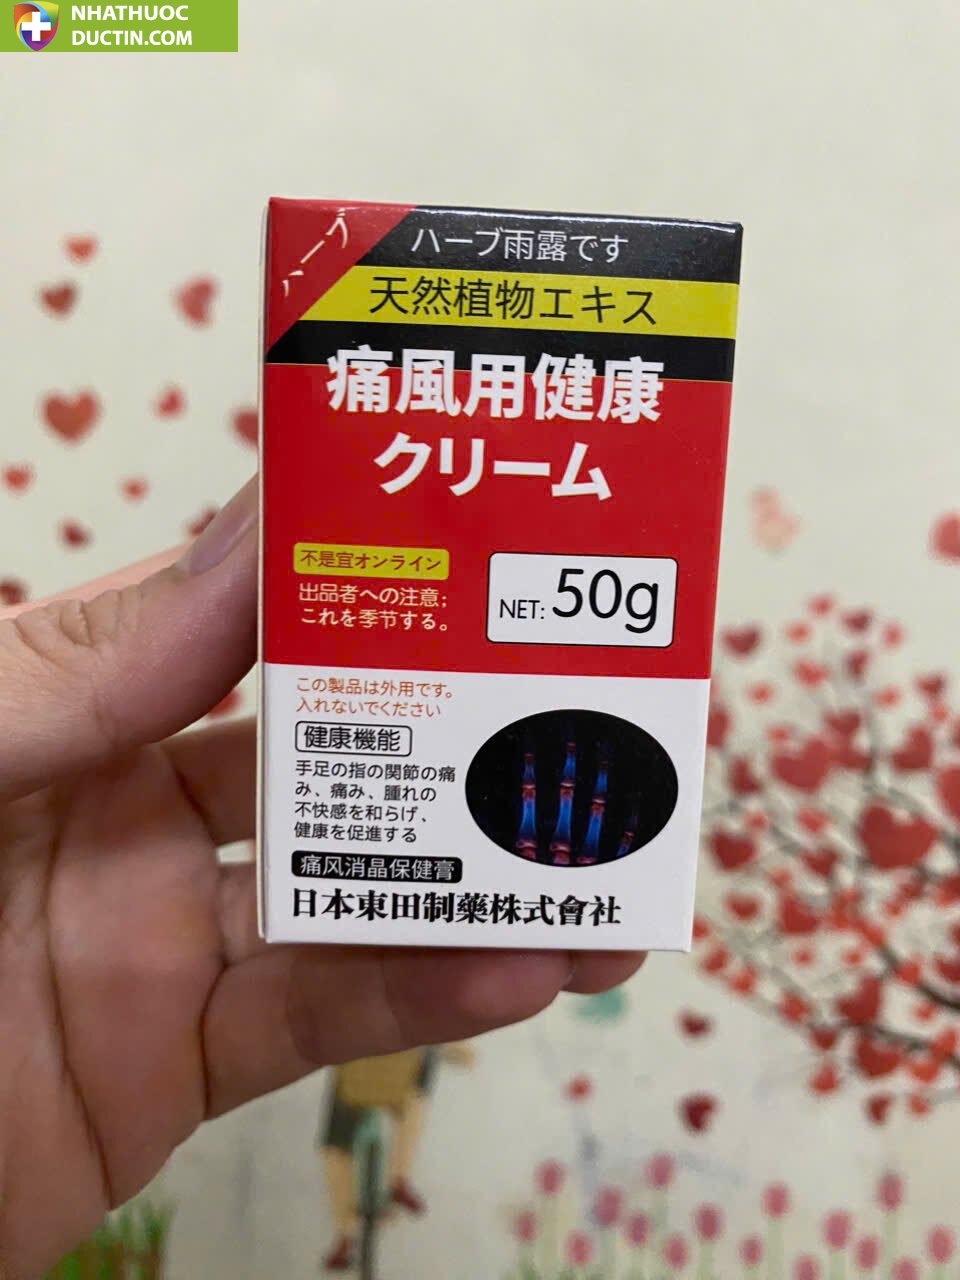 NHATHUOC
DUCTIN.COM
ハーブ
ハーブ雨露です
天然植物エキス
痛風用健康
クリーム
不是宜オンライン
出品者への注意;
これを季节する。
NET: 50g
この製品は外用です。
入れないでください
健康機能
手足の指の関節の痛
み、痛み、腫れの
不快感を和らげ、
健康を促進する
痛风消晶保健膏
日本東田制藥株式會社